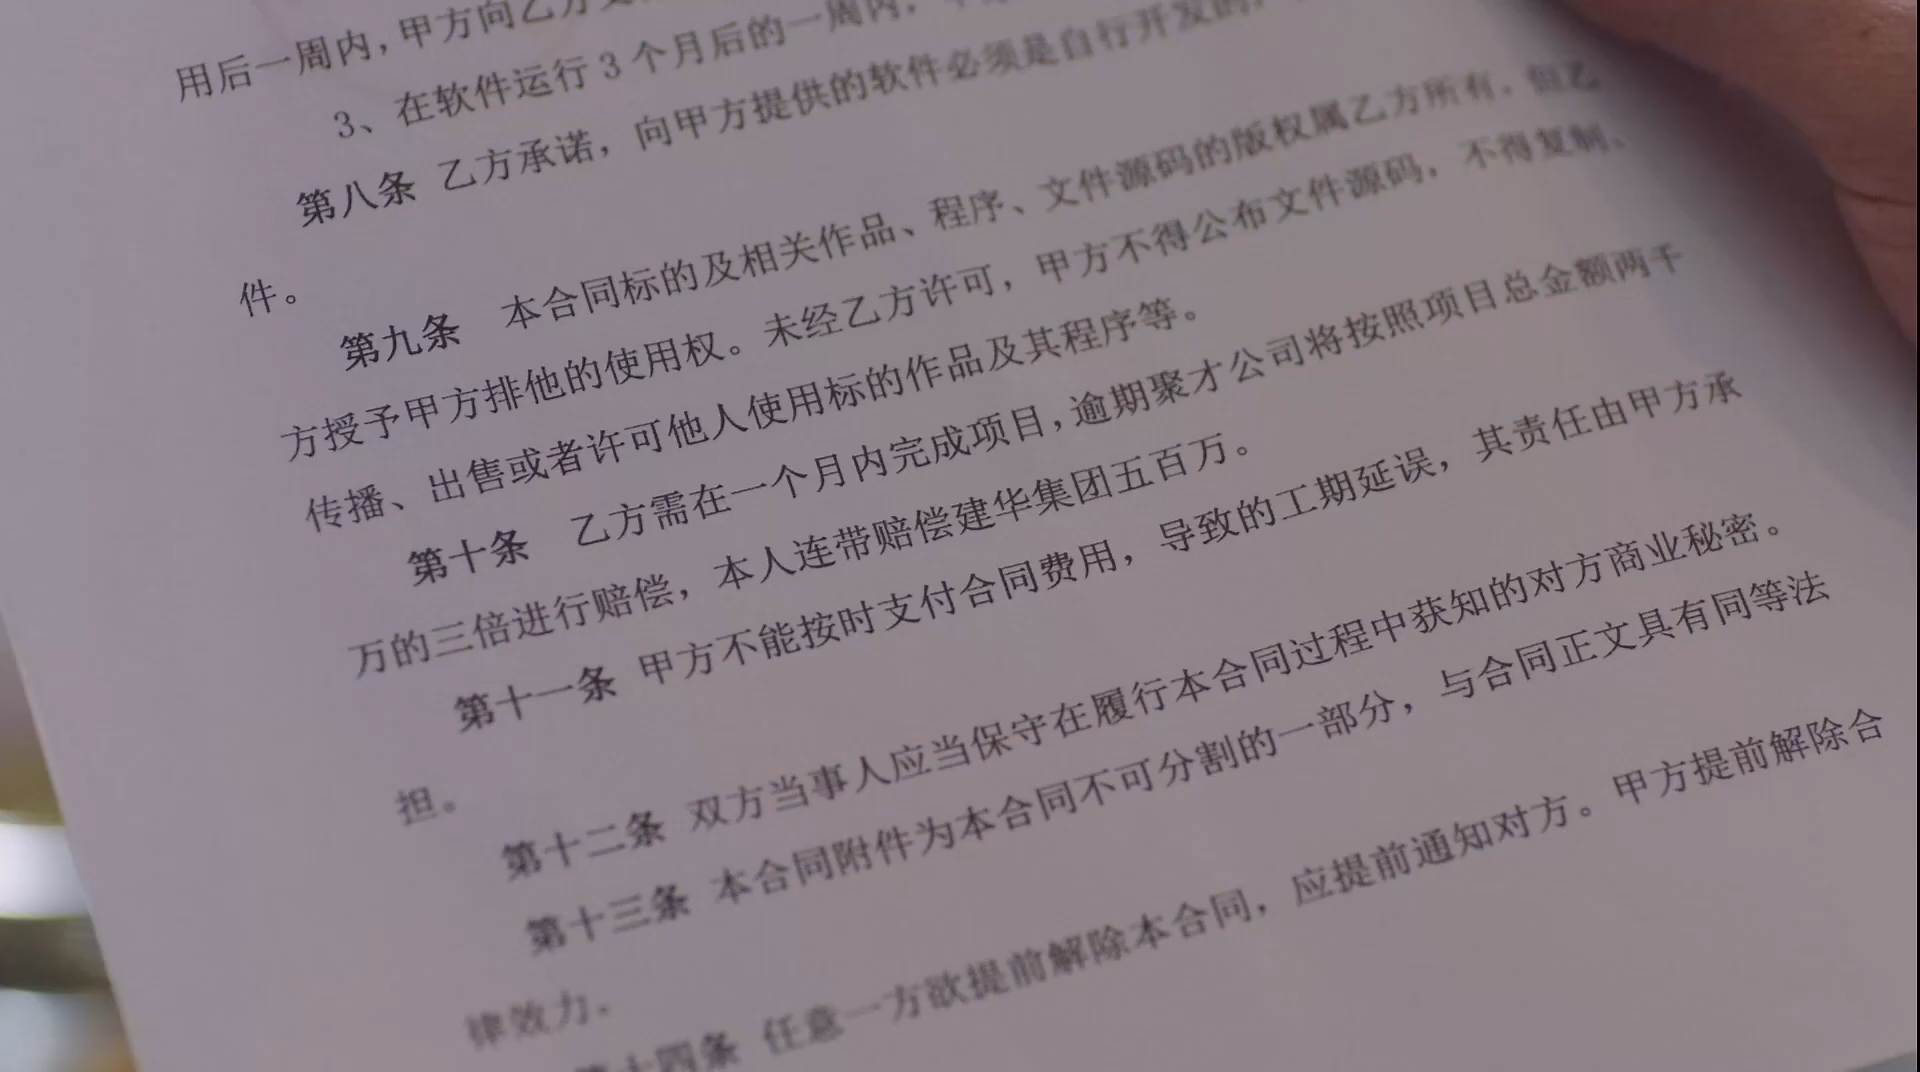 用后一周内，甲方向乙方
3、在软件运行 3 个月后的一周内，
第八条 乙方承诺，向甲方提供的软件必须是自行开发的，
件。
第九条 本合同标的及相关作品、程序、文件源码的版权属乙方所有。但乙
方授予甲方排他的使用权。未经乙方许可，甲方不得公布文件源码，不得复制、
传播、出售或者许可他人使用标的作品及其程序等。
第十条 乙方需在一个月内完成项目，逾期聚才公司将按照项目总金额两千
万的三倍进行赔偿，本人连带赔偿建华集团五百万。
第十一条 甲方不能按时支付合同费用，导致的工期延误，其责任由甲方承
担。
第十二条 双方当事人应当保守在履行本合同过程中获知的对方商业秘密。
第十三条 本合同附件为本合同不可分割的一部分，与合同正文具有同等法
律效力。
第十四条 任意一方欲提前解除本合同，应提前通知对方。甲方提前解除合